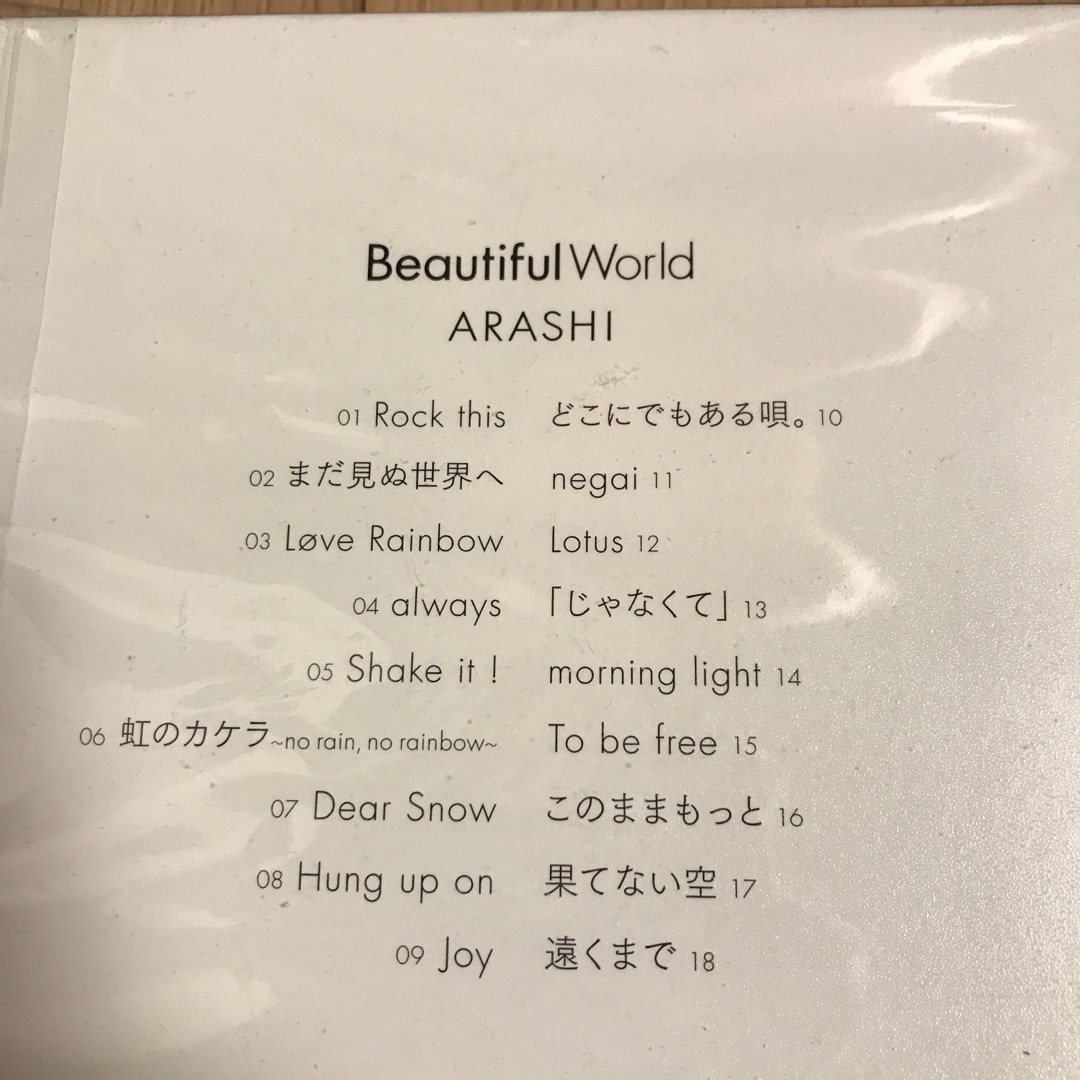 Beautiful World
ARASHI
01 Rock this
02 まだ見ぬ世界へ
03 Løve Rainbow
04 always
05 Shake it !
06 虹のカケラ~no rain, no rainbow~
07 Dear Snow
08 Hung up on
09 Joy
どこにでもある唄。 10
negai 11
Lotus 12
「じゃなくて」 13
morning light 14
To be free 15
このままもっと 16
果てない空 17
遠くまで 18